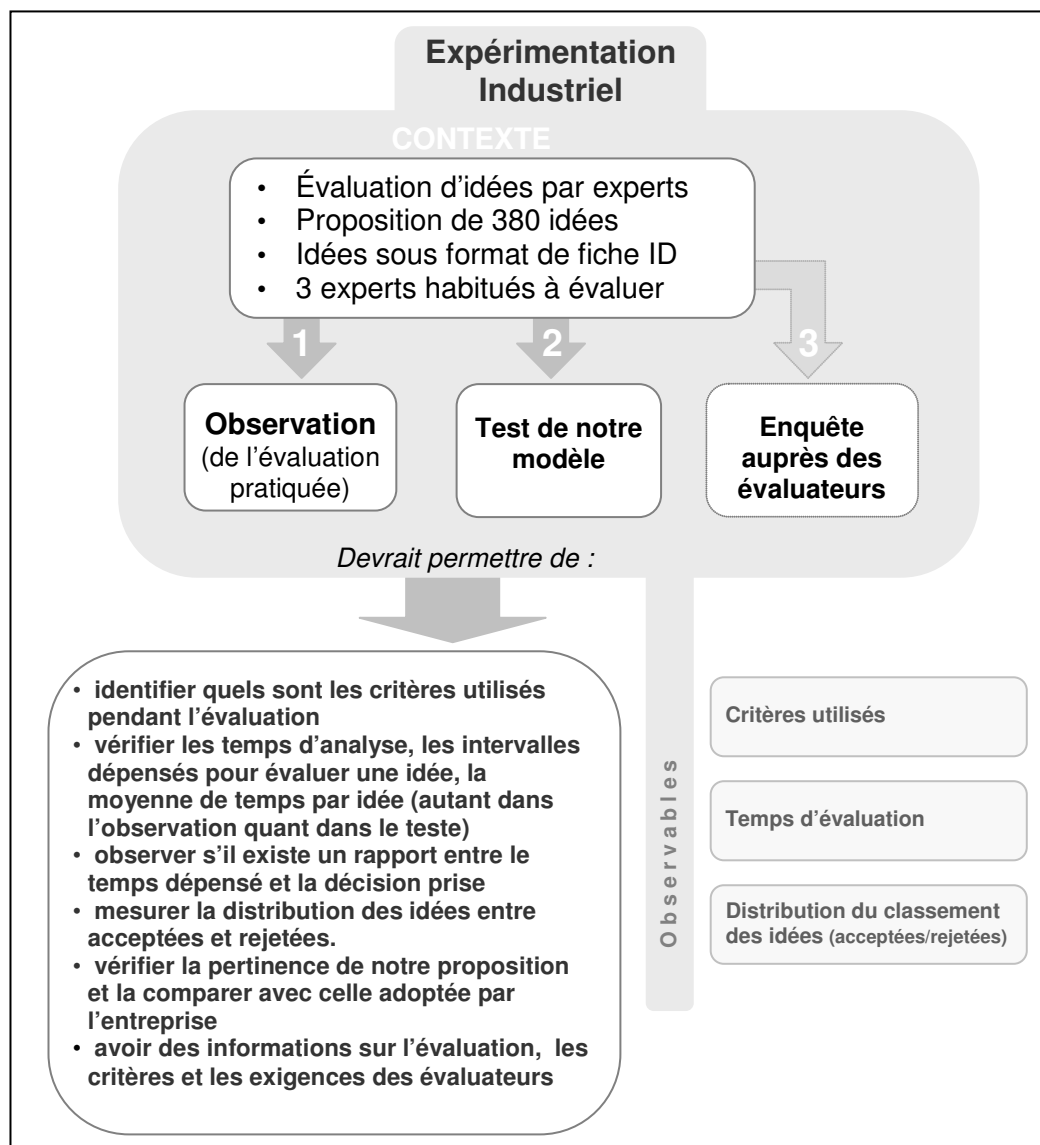 Expérimentation
Industriel
CONTEXTE
• Évaluation d'idées par experts
• Proposition de 380 idées
• Idées sous format de fiche ID
• 3 experts habitués à évaluer
1
2
3
Observation
(de l'évaluation
pratiquée)
Test de notre
modèle
Enquête
auprès des
évaluateurs
Devrait permettre de :
• identifier quels sont les critères utilisés
pendant l'évaluation
• vérifier les temps d'analyse, les intervalles
dépensés pour évaluer une idée, la
moyenne de temps par idée (autant dans
l'observation quant dans le teste)
• observer s'il existe un rapport entre le
temps dépensé et la décision prise
• mesurer la distribution des idées entre
acceptées et rejetées.
• vérifier la pertinence de notre proposition
et la comparer avec celle adoptée par
l'entreprise
• avoir des informations sur l'évaluation, les
critères et les exigences des évaluateurs
Observables
Critères utilisés
Temps d'évaluation
Distribution du classement
des idées (acceptées/rejetées)